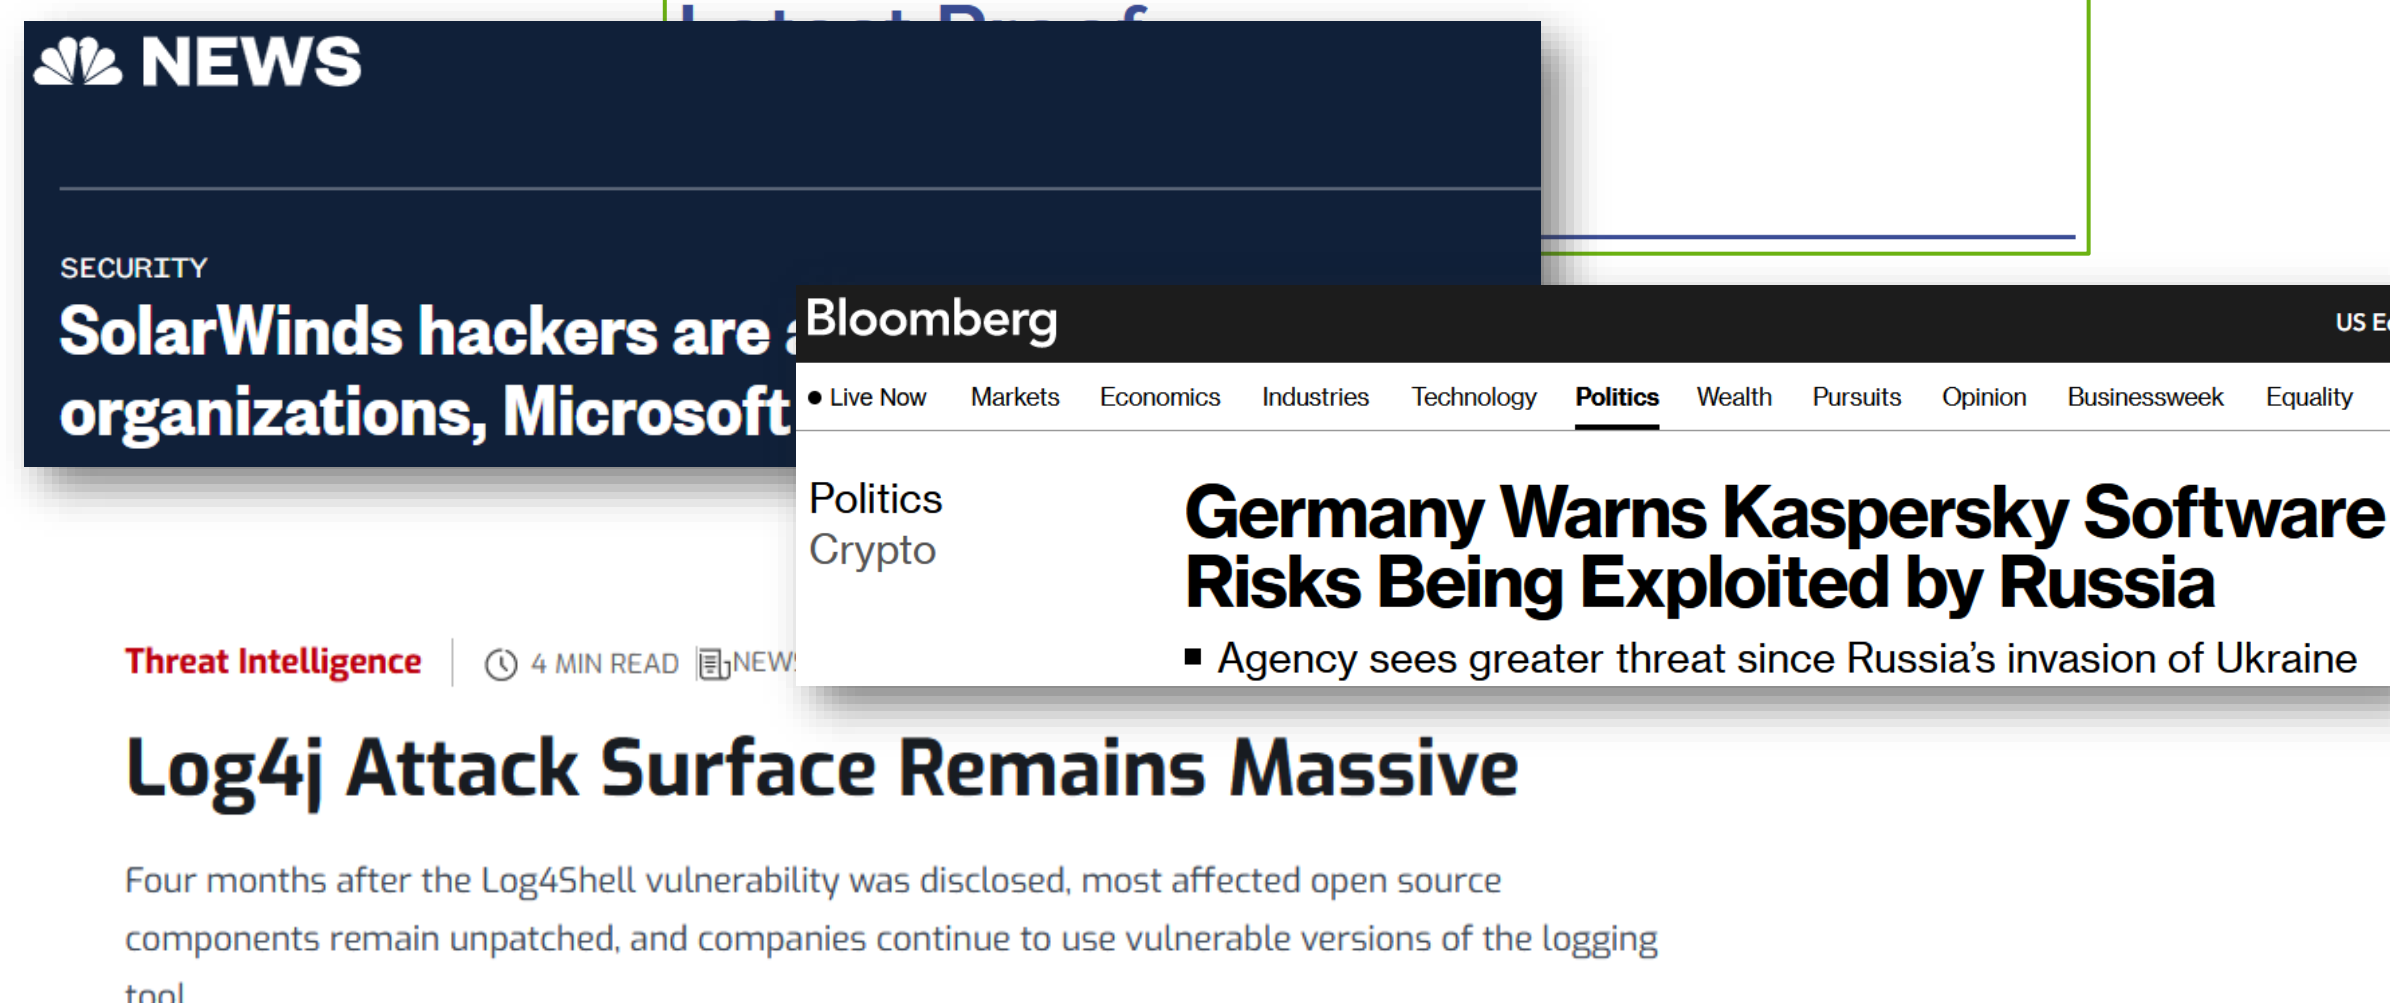 Latest Proof
NEWS
SECURITY
SolarWinds hackers are
organizations, Microsoft
Bloomberg
US
Live Now Markets Economics Industries Technology Politics Wealth Pursuits Opinion Businessweek Equality
Politics
Crypto
Germany Warns Kaspersky Software
Risks Being Exploited by Russia
Agency sees greater threat since Russia's invasion of Ukraine
Threat Intelligence 4 MIN READ NEWS
Log4j Attack Surface Remains Massive
Four months after the Log4Shell vulnerability was disclosed, most affected open source
components remain unpatched, and companies continue to use vulnerable versions of the logging
tool